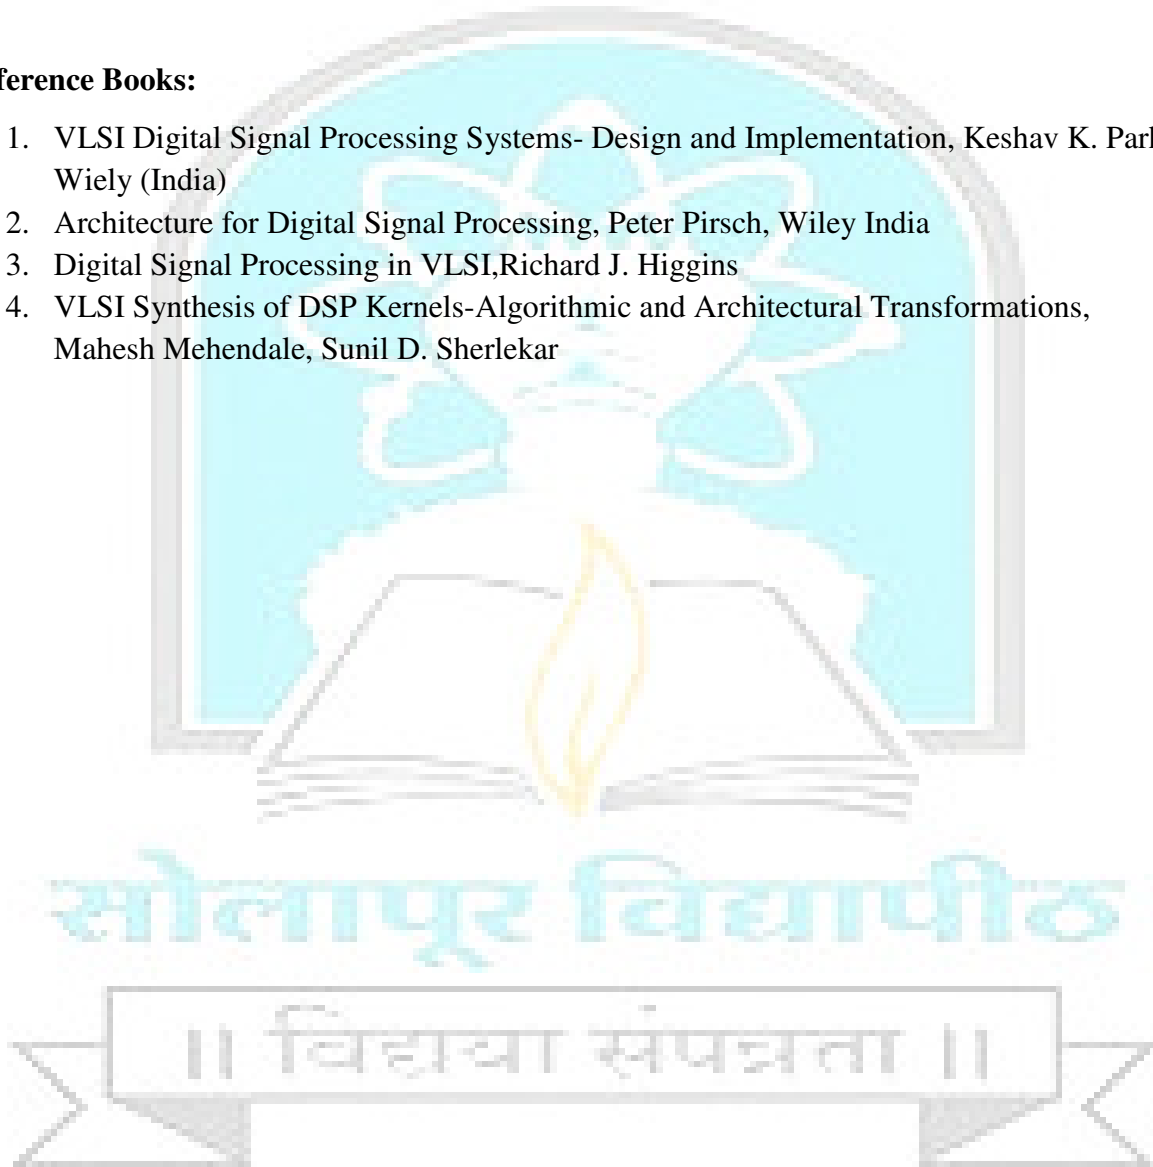 ference Books:
1. VLSI Digital Signal Processing Systems- Design and Implementation, Keshav K. Parl
Wiely (India)
2. Architecture for Digital Signal Processing, Peter Pirsch, Wiley India
3. Digital Signal Processing in VLSI,Richard J. Higgins
4. VLSI Synthesis of DSP Kernels-Algorithmic and Architectural Transformations,
Mahesh Mehendale, Sunil D. Sherlekar
सोलापूर विद्यापीठ
|| विद्यया संपन्नता ||